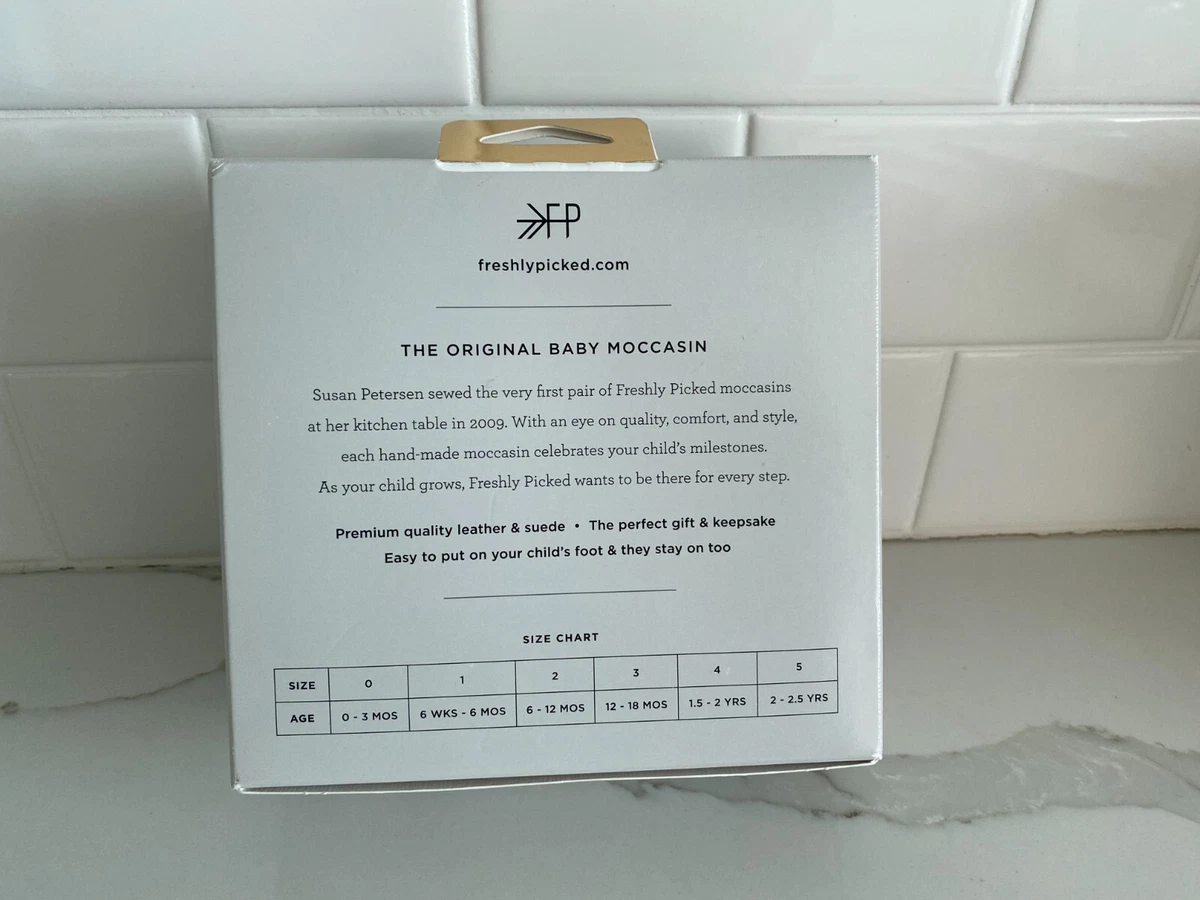 FP
freshlypicked.com
THE ORIGINAL BABY MOCCASIN
Susan Petersen sewed the very first pair of Freshly Picked moccasins
at her kitchen table in 2009. With an eye on quality, comfort, and style,
each hand-made moccasin celebrates your child's milestones.
As your child grows, Freshly Picked wants to be there for every step.
Premium quality leather & suede • The perfect gift & keepsake
Easy to put on your child's foot & they stay on too
SIZE CHART
SIZE 0 1 2 3 4 5
AGE 0 - 3 MOS 6 WKS - 6 MOS 6 - 12 MOS 12 - 18 MOS 1.5 - 2 YRS 2 - 2.5 YRS